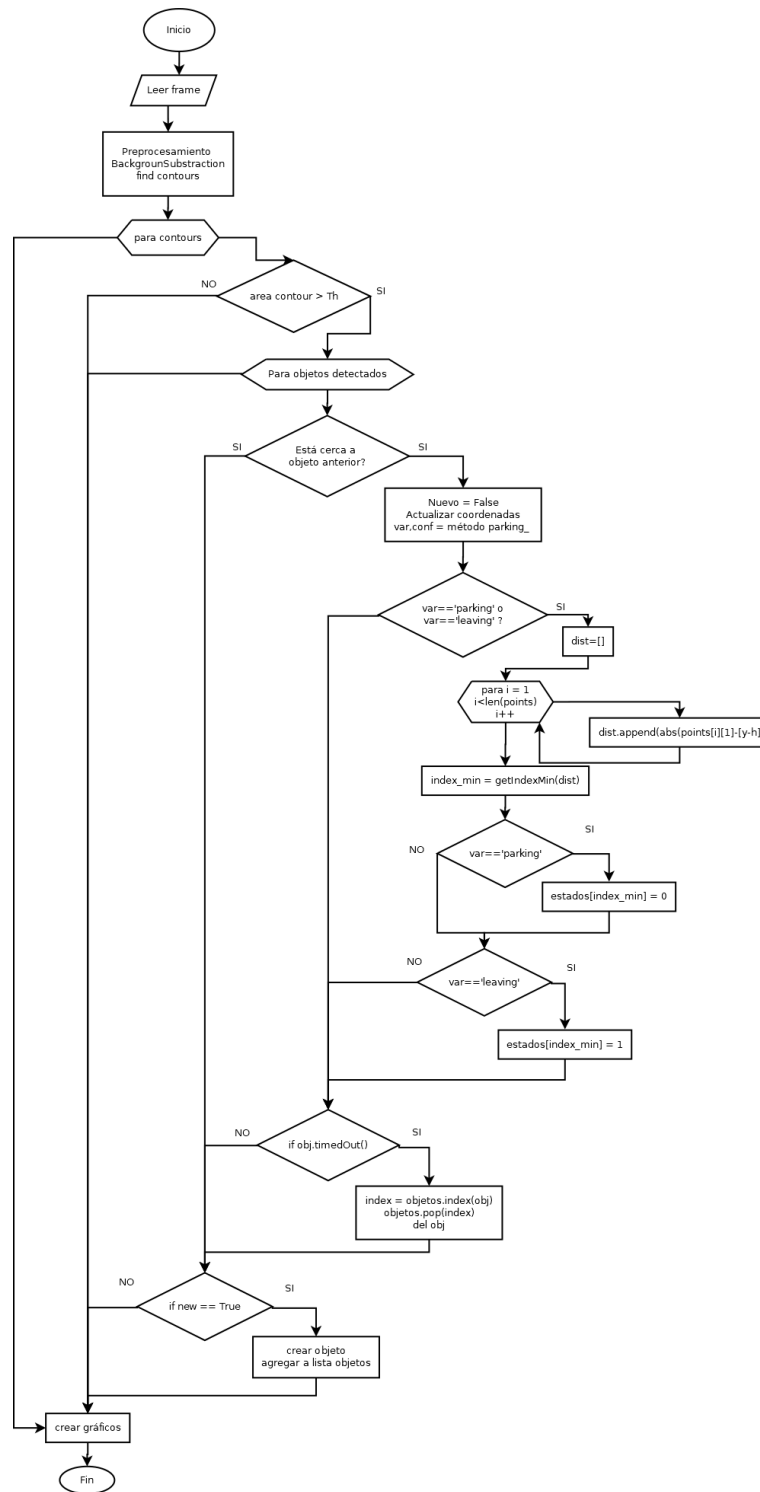 Inicio
Leer frame
Preprocesamiento
BackgrounSubstraction
find contours
para contours
NO
area contour > Th
SI
Para objetos detectados
SI
Está cerca a
objeto anterior?
SI
Nuevo = False
Actualizar coordenadas
var,conf = método parking_
var=='parking' o
var=='leaving' ?
SI
dist=[]
para i = 1
i<len(points)
i++
dist.append(abs(points[i][1]-[y-h]
index_min = getIndexMin(dist)
SI
NO
var=='parking'
estados[index_min] = 0
NO
SI
var=='leaving'
estados[index_min] = 1
NO
SI
if obj.timedOut()
index = objetos.index(obj)
objetos.pop(index)
del obj
NO
SI
if new == True
crear objeto
agregar a lista objetos
crear gráficos
Fin